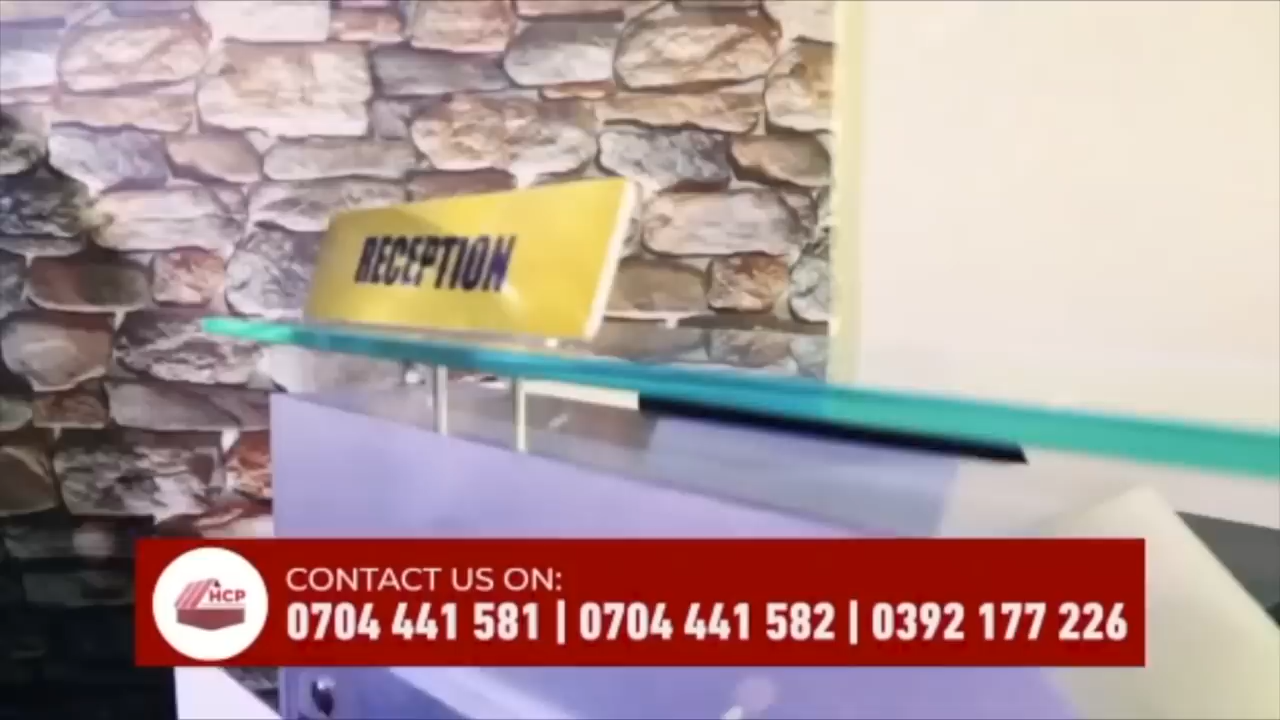 RECEPTION
HCP
CONTACT US ON:
0704 441 581 | 0704 441 582 | 0392 177 226